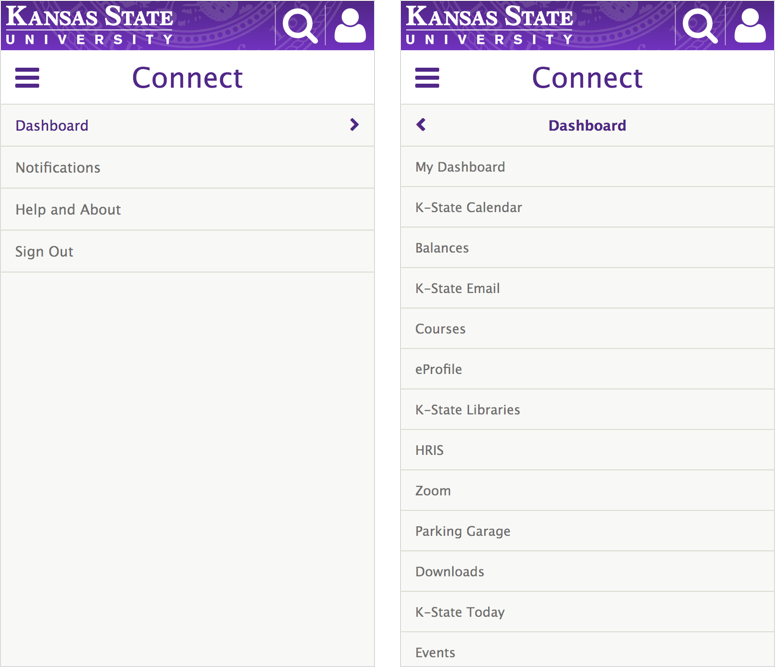 KANSAS STATE
UNIVERSITY
Connect
Dashboard
Notifications
Help and About
Sign Out
KANSAS STATE
UNIVERSITY
Connect
Dashboard
My Dashboard
K-State Calendar
Balances
K-State Email
Courses
eProfile
K-State Libraries
HRIS
Zoom
Parking Garage
Downloads
K-State Today
Events